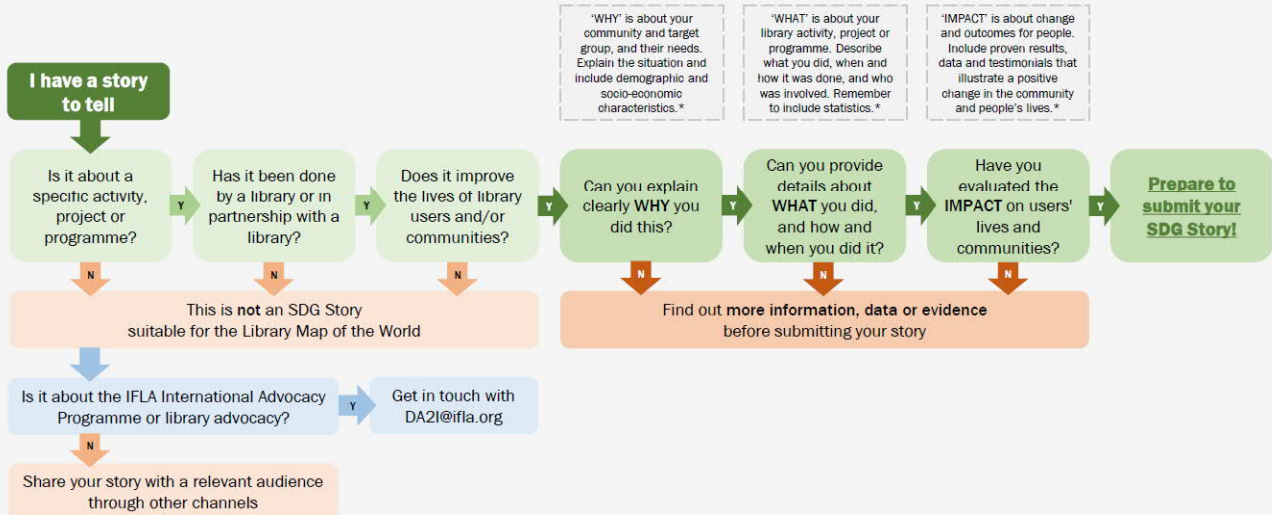 'WHY' is about your
community and target
group, and their needs.
Explain the situation and
include demographic and
socio-economic
characteristics.*
'WHAT' is about your
library activity, project or
programme. Describe
what you did, when and
how it was done, and who
was involved. Remember
to include statistics.*
'IMPACT' is about change
and outcomes for people.
Include proven results,
data and testimonials that
illustrate a positive
change in the community
and people's lives.*
I have a story
to tell
Is it about a
specific activity,
project or
programme?
Y
Has it been done
by a library or in
partnership with a
library?
Y
Does it improve
the lives of library
users and/or
communities?
Y
Can you explain
clearly WHY you
did this?
Y
Can you provide
details about
WHAT you did,
and how and
when you did it?
Y
Have you
evaluated the
IMPACT on users'
lives and
communities?
Y
Prepare to
submit your
SDG Story!
N
N
N
N
N
N
This is not an SDG Story
suitable for the Library Map of the World
Find out more information, data or evidence
before submitting your story
Is it about the IFLA International Advocacy
Programme or library advocacy?
Y
Get in touch with
DA2I@ifla.org
N
Share your story with a relevant audience
through other channels